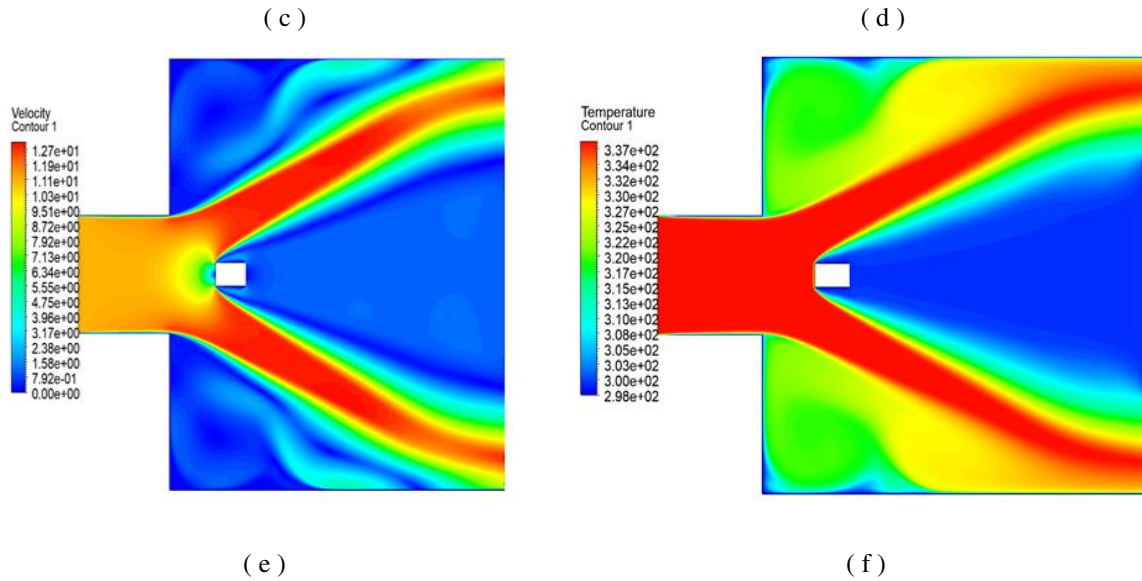 ( c )
( d )
Velocity
Contour 1
1.27e+01
1.19e+01
1.11e+01
1.03e+01
9.51e+00
8.72e+00
7.92e+00
7.13e+00
6.34e+00
5.55e+00
4.75e+00
3.96e+00
3.17e+00
2.38e+00
1.58e+00
7.92e-01
0.00e+00
Temperature
Contour 1
3.37e+02
3.34e+02
3.32e+02
3.30e+02
3.27e+02
3.25e+02
3.22e+02
3.20e+02
3.17e+02
3.15e+02
3.12e+02
3.10e+02
3.08e+02
3.05e+02
3.03e+02
3.00e+02
2.98e+02
( e )
( f )